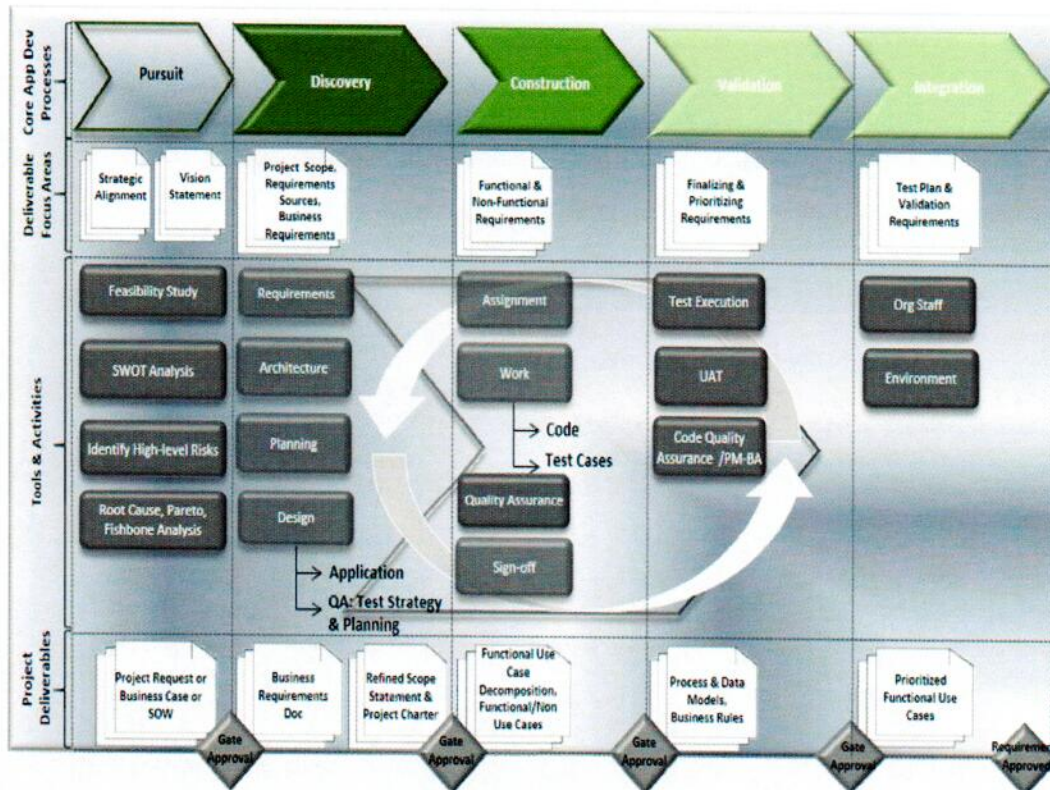 Core App Dev
Processes
Pursuit
Discovery
Construction
Validation
Integration
Deliverable
Focus Areas
Strategic
Alignment
Vision
Statement
Project Scope,
Requirements
Sources,
Business
Requirements
Functional &
Non-Functional
Requirements
Finalizing &
Prioritizing
Requirements
Test Plan &
Validation
Requirements
Tools & Activities
Feasibility Study
SWOT Analysis
Identify High-level Risks
Root Cause, Pareto,
Fishbone Analysis
Requirements
Architecture
Planning
Design
Application
QA: Test Strategy
& Planning
Assignment
Work
Code
Test Cases
Quality Assurance
Sign-off
Test Execution
UAT
Code Quality
Assurance /PM-BA
Org Staff
Environment
Project
Deliverables
Project Request or
Business Case or
SOW
Business
Requirements
Doc
Refined Scope
Statement &
Project Charter
Functional Use
Case
Decomposition,
Functional/Non
Use Cases
Process & Data
Models,
Business Rules
Prioritized
Functional Use
Cases
Gate
Approval
Gate
Approval
Gate
Approval
Gate
Approval
Requirement
Approved